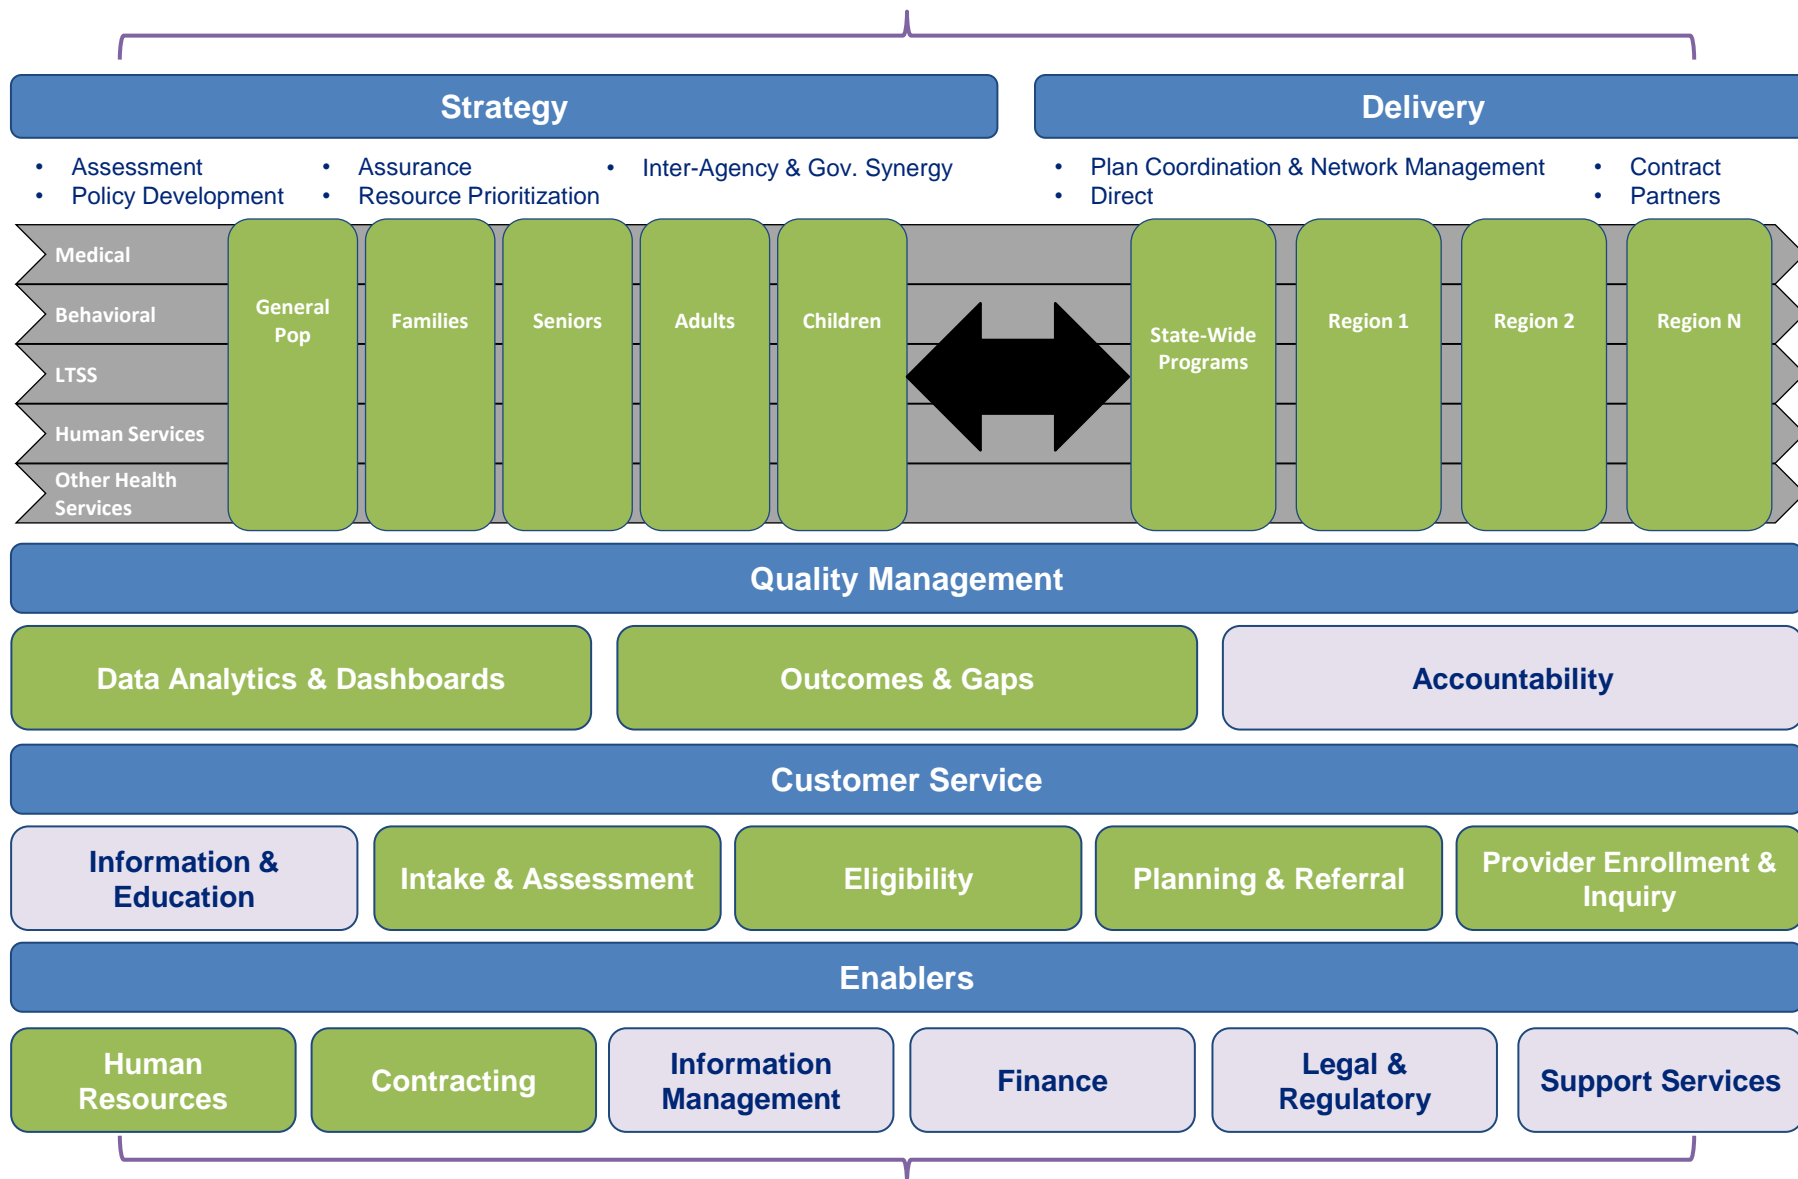 Strategy
Delivery
• Assessment
• Policy Development
• Assurance
• Resource Prioritization
• Inter-Agency & Gov. Synergy
• Plan Coordination & Network Management
• Direct
• Contract
• Partners
Medical
Behavioral
LTSS
Human Services
Other Health
Services
General
Pop
Families
Seniors
Adults
Children
State-Wide
Programs
Region 1
Region 2
Region N
Quality Management
Data Analytics & Dashboards
Outcomes & Gaps
Accountability
Customer Service
Information &
Education
Intake & Assessment
Eligibility
Planning & Referral
Provider Enrollment &
Inquiry
Enablers
Human
Resources
Contracting
Information
Management
Finance
Legal &
Regulatory
Support Services